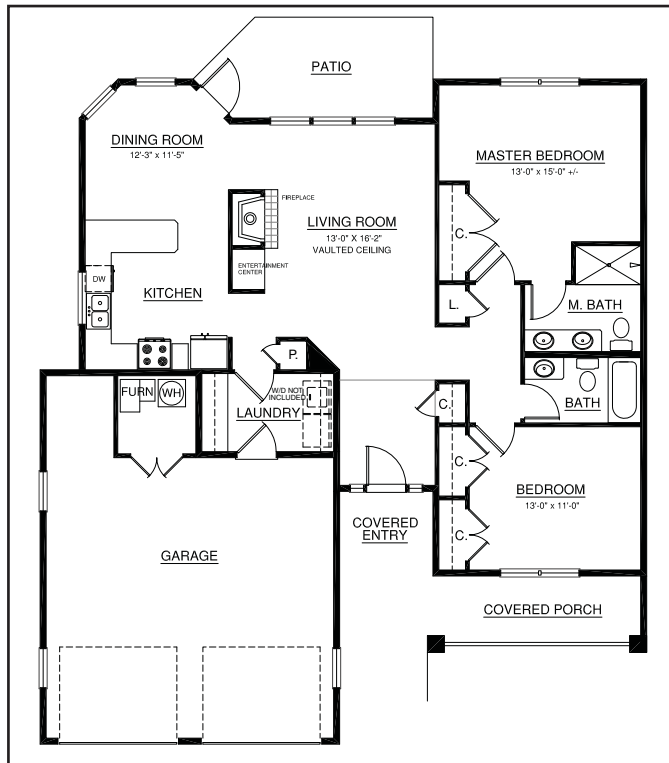 PATIO
DINING ROOM
12'-3" x 11'-5"
MASTER BEDROOM
13'-0" x 15'-0" +/-
FIREPLACE
LIVING ROOM
13'-0" X 16'-2"
VAULTED CEILING
C.
ENTERTAINMENT
CENTER
DW
KITCHEN
L.
M. BATH
P.
FURN
WH
W/D NOT
INCLUDED
LAUNDRY
C.
BATH
C.
BEDROOM
13'-0" x 11'-0"
C.
COVERED
ENTRY
GARAGE
COVERED PORCH